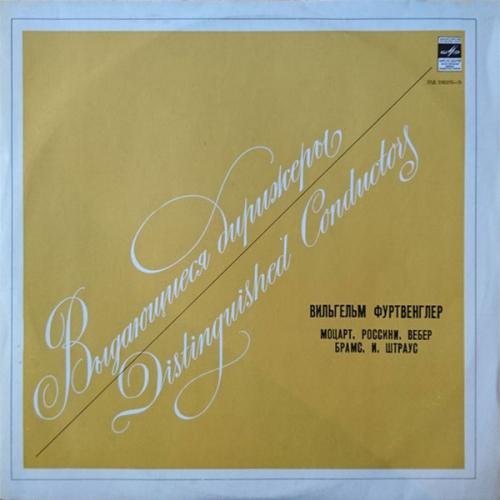 Выдающиеся дирижеры
Distinguished Conductors
ВИЛЬГЕЛЬМ ФУРТВЕНГЛЕР
МОЦАРТ, РОССИНИ, ВЕБЕР
БРАМС, И. ШТРАУС